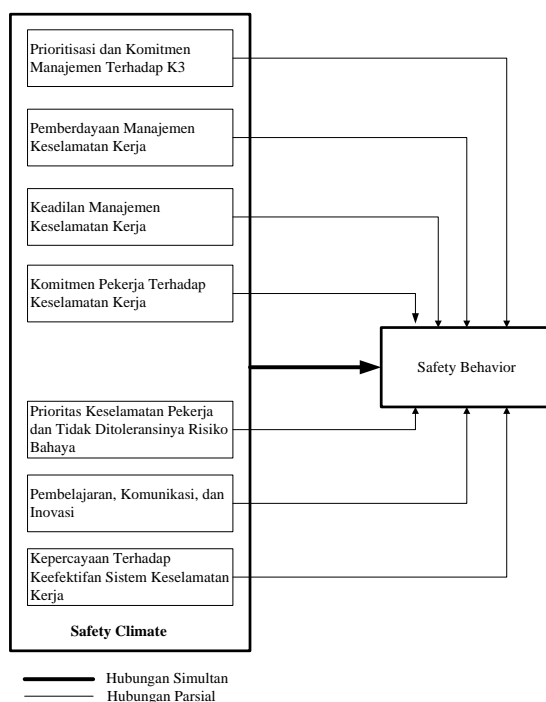 Prioritisasi dan Komitmen
Manajemen Terhadap K3
Pemberdayaan Manajemen
Keselamatan Kerja
Keadilan Manajemen
Keselamatan Kerja
Komitmen Pekerja Terhadap
Keselamatan Kerja
Safety Behavior
Prioritas Keselamatan Pekerja
dan Tidak Ditoleransinya Risiko
Bahaya
Pembelajaran, Komunikasi, dan
Inovasi
Kepercayaan Terhadap
Keefektifan Sistem Keselamatan
Kerja
Safety Climate
Hubungan Simultan
Hubungan Parsial